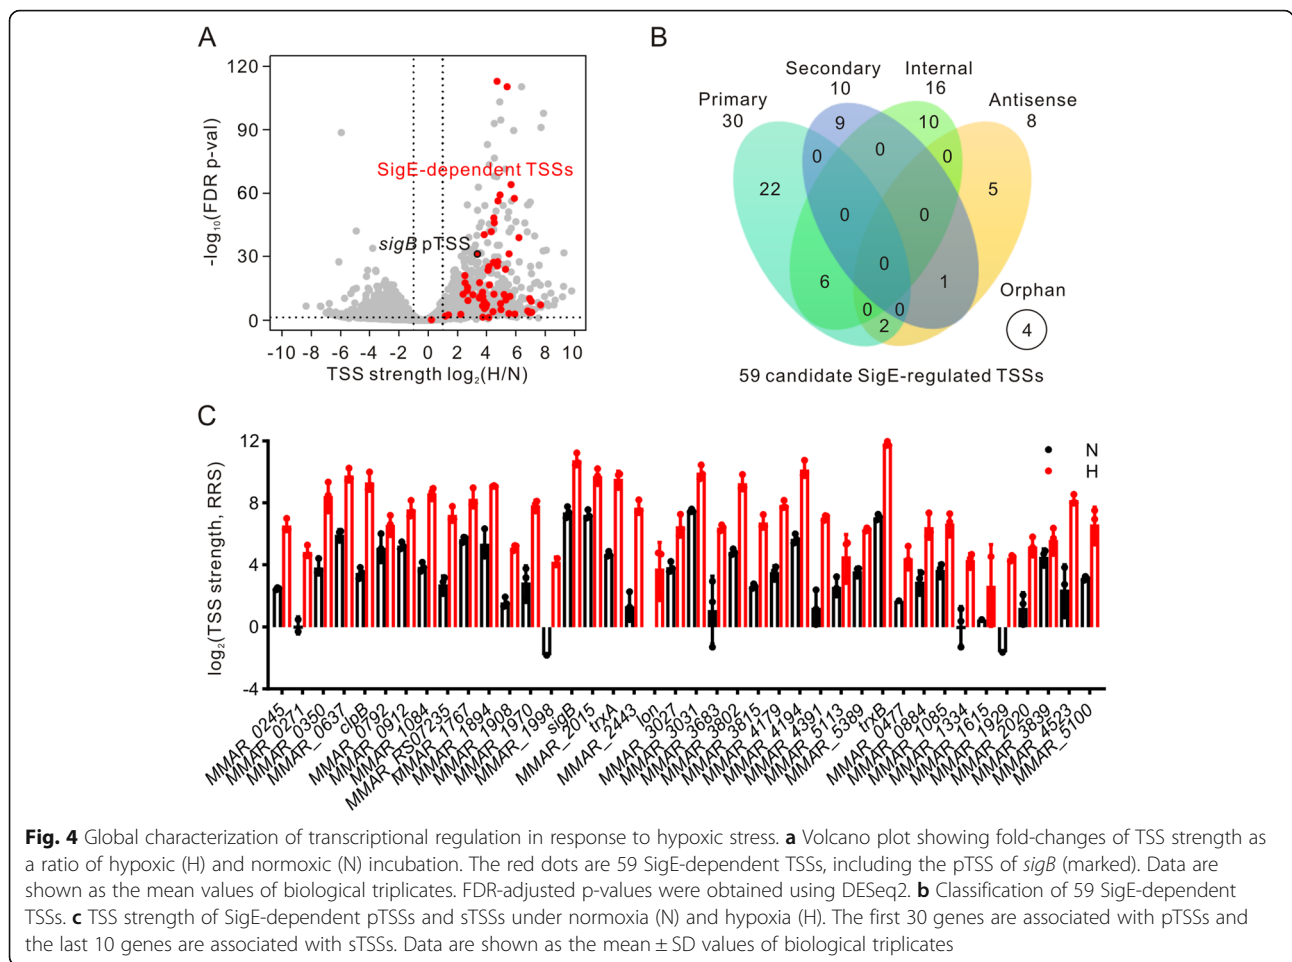 A
120
90
60
30
0
-log10(FDR p-val)
SigE-dependent TSSs
sigB pTSS
-10 -8 -6 -4 -2 0 2 4 6 8 10
TSS strength log2(H/N)
B
Secondary
10
Internal
16
Primary
30
Antisense
8
9
10
0
0
0
22
5
0
0
0
6
1
0
0
2
Orphan
4
59 candidate SigE-regulated TSSs
C
12
8
4
0
-4
log2(TSS strength, RRS)
N
H
MMAR_0245
MMAR_0271
MMAR_0350
MMAR_0637
clpB
MMAR_0792
MMAR_0912
MMAR_1084
MMAR_RS07235
MMAR_1767
MMAR_1894
MMAR_1908
MMAR_1970
MMAR_1998
sigB
MMAR_2015
trxA
MMAR_2443
lon
MMAR_3027
MMAR_3031
MMAR_3683
MMAR_3802
MMAR_3815
MMAR_4179
MMAR_4194
MMAR_4391
MMAR_5113
MMAR_5389
trxB
MMAR_0477
MMAR_0884
MMAR_1085
MMAR_1334
MMAR_1615
MMAR_1929
MMAR_2020
MMAR_3839
MMAR_4523
MMAR_5100
Fig. 4 Global characterization of transcriptional regulation in response to hypoxic stress. a Volcano plot showing fold-changes of TSS strength as
a ratio of hypoxic (H) and normoxic (N) incubation. The red dots are 59 SigE-dependent TSSs, including the pTSS of sigB (marked). Data are
shown as the mean values of biological triplicates. FDR-adjusted p-values were obtained using DESeq2. b Classification of 59 SigE-dependent
TSSs. c TSS strength of SigE-dependent pTSSs and sTSSs under normoxia (N) and hypoxia (H). The first 30 genes are associated with pTSSs and
the last 10 genes are associated with sTSSs. Data are shown as the mean ± SD values of biological triplicates